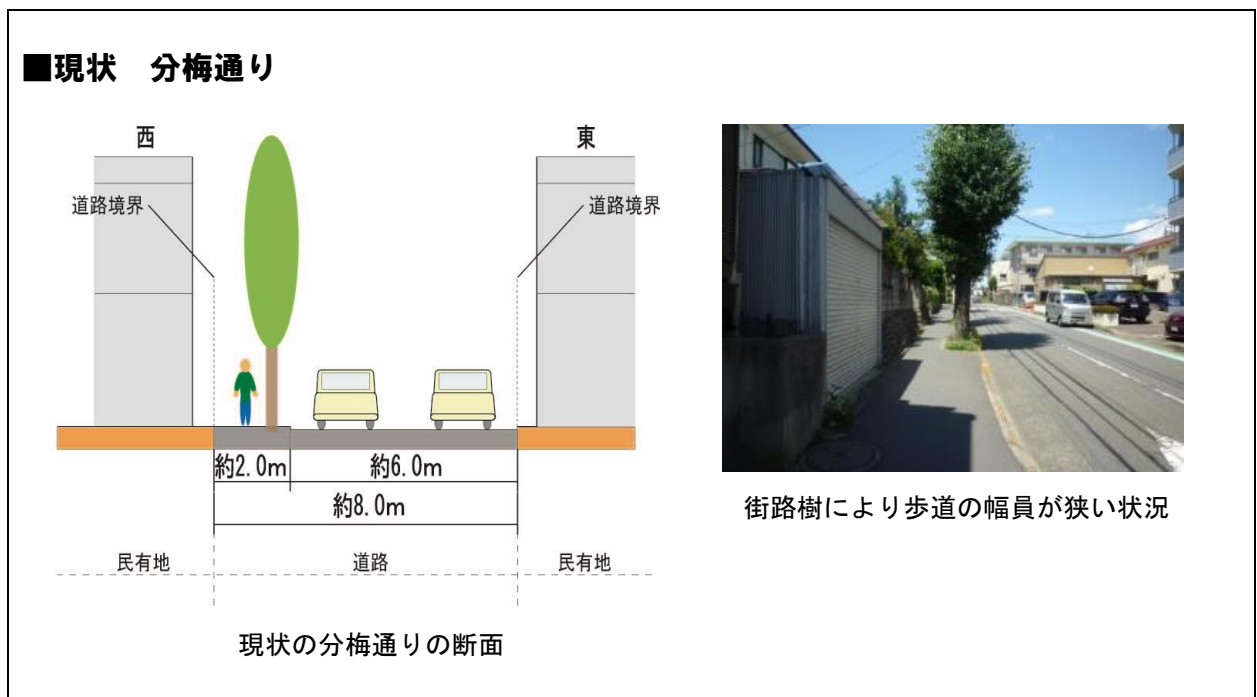 ■現状　分梅通り
西
東
道路境界
道路境界
約2.0m
約6.0m
約8.0m
民有地
道路
民有地
現状の分梅通りの断面
街路樹により歩道の幅員が狭い状況